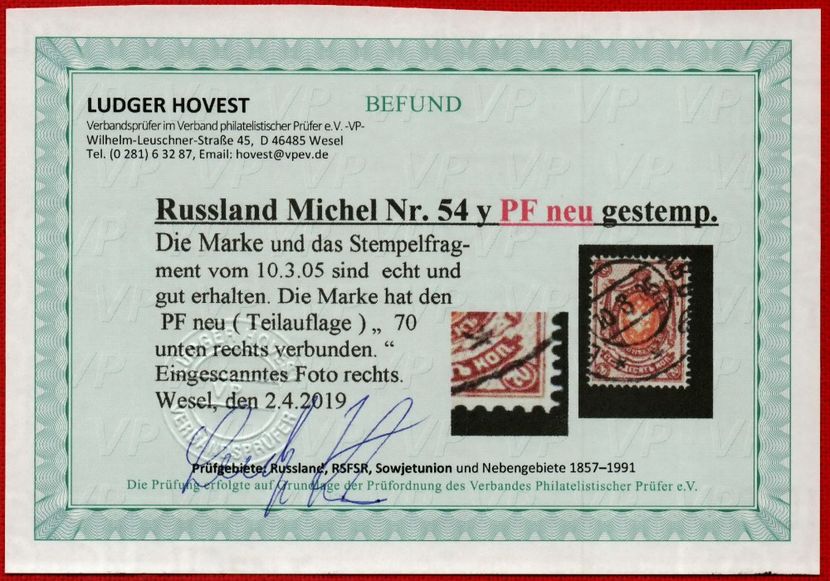 LUDGER HOVEST
BEFUND
Verbandsprüfer im Verband philatelistischer Prüfer e.V. -VP-
Wilhelm-Leuschner-Straße 45, D 46485 Wesel
Tel. (0 281) 6 32 87, Email: hovest@vpev.de
Russland Michel Nr. 54 y PF neu gestemp.
Die Marke und das Stempelfrag-
ment vom 10.3.05 sind echt und
gut erhalten. Die Marke hat den
PF neu ( Teilauflage ) „ 70
unten rechts verbunden. “
Eingescanntes Foto rechts.
Wesel, den 2.4.2019
КОП
LUDGER HOVEST
VERBANDSPRÜFER
Prüfgebiete: Russland, RSFSR, Sowjetunion und Nebengebiete 1857–1991
Die Prüfung erfolgte auf Grundlage der Prüfordnung des Verbandes Philatelistischer Prüfer e.V.